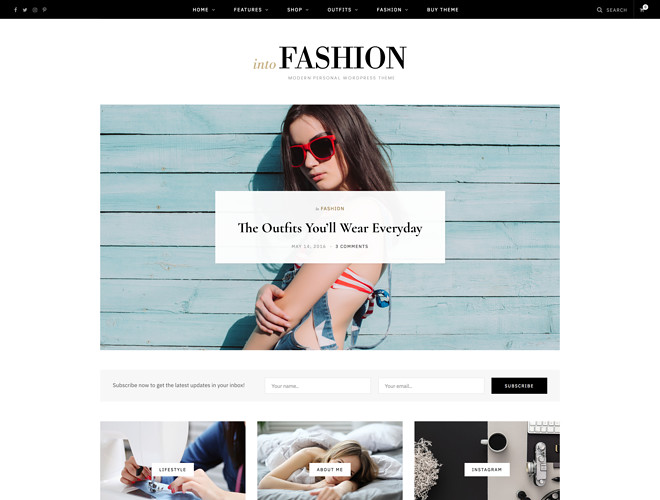 HOME FEATURES SHOP OUTFITS FASHION BUY THEME SEARCH 0
into FASHION
MODERN PERSONAL WORDPRESS THEME
in FASHION
The Outfits You'll Wear Everyday
MAY 18, 2016 - 3 COMMENTS
Subscribe now to get the latest updates in your inbox! Your name.. Your email.. SUBSCRIBE
LIFESTYLE ABOUT ME INSTAGRAM